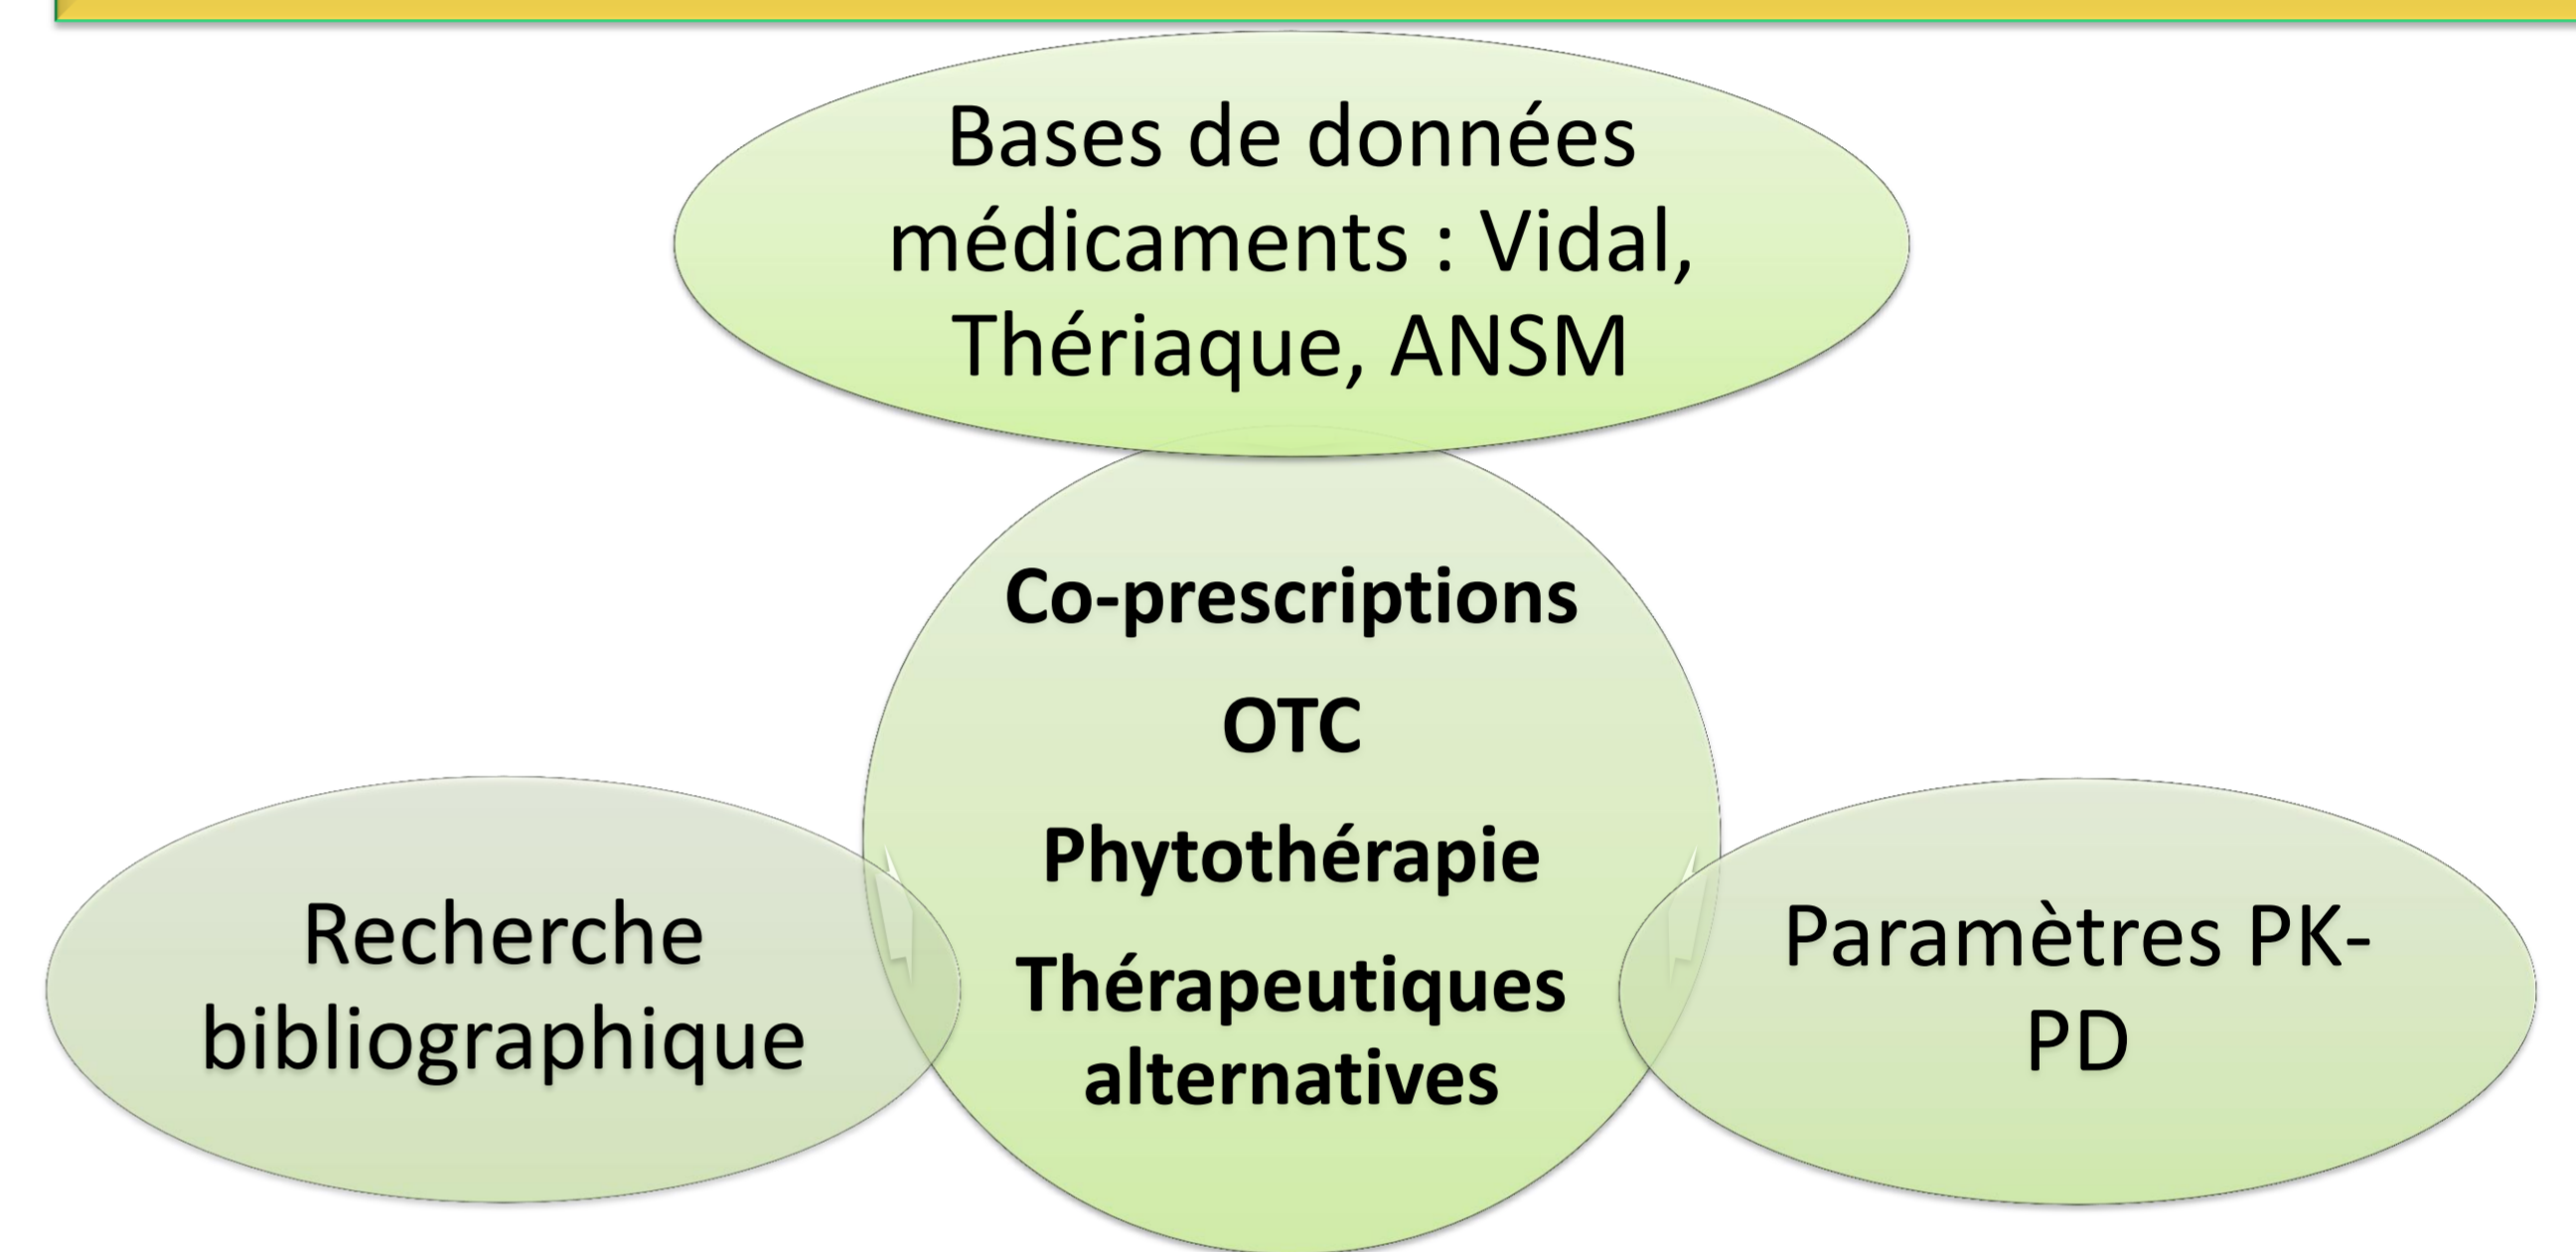 Bases de données
médicaments : Vidal,
Thériaque, ANSM
Co-prescriptions
OTC
Phytothérapie
Thérapeutiques
alternatives
Recherche
bibliographique
Paramètres PK-
PD